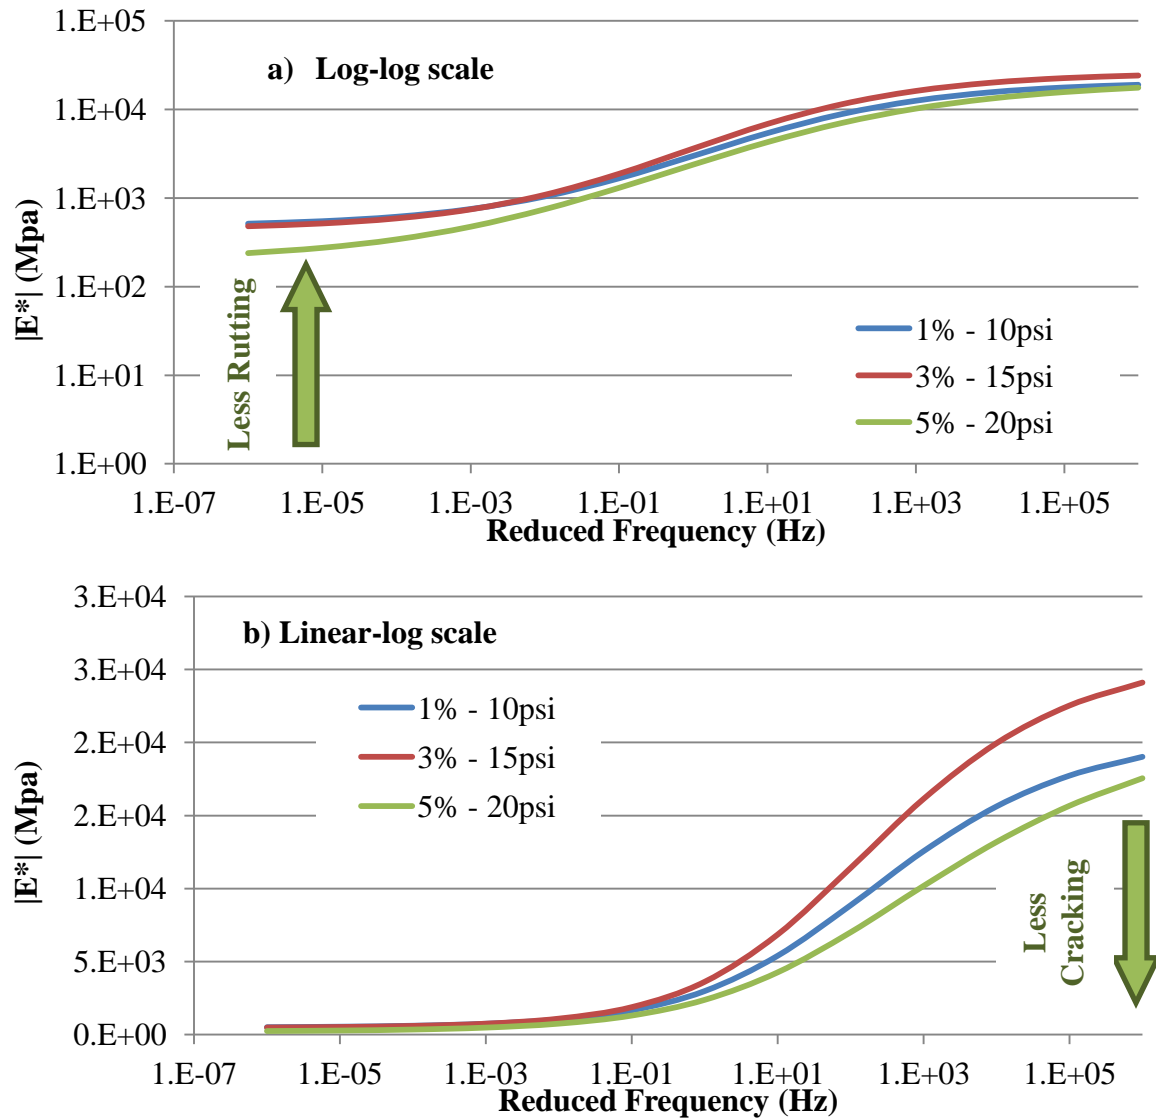 1.E+05
a) Log-log scale
1.E+04
1.E+03
1.E+02
1.E+01
1.E+00
|E*| (Mpa)
Less Rutting
1% - 10psi
3% - 15psi
5% - 20psi
1.E-07 1.E-05 1.E-03 1.E-01 1.E+01 1.E+03 1.E+05
Reduced Frequency (Hz)
3.E+04
b) Linear-log scale
3.E+04
2.E+04
2.E+04
1.E+04
5.E+03
0.E+00
|E*| (Mpa)
1% - 10psi
3% - 15psi
5% - 20psi
Less
Cracking
1.E-07 1.E-05 1.E-03 1.E-01 1.E+01 1.E+03 1.E+05
Reduced Frequency (Hz)